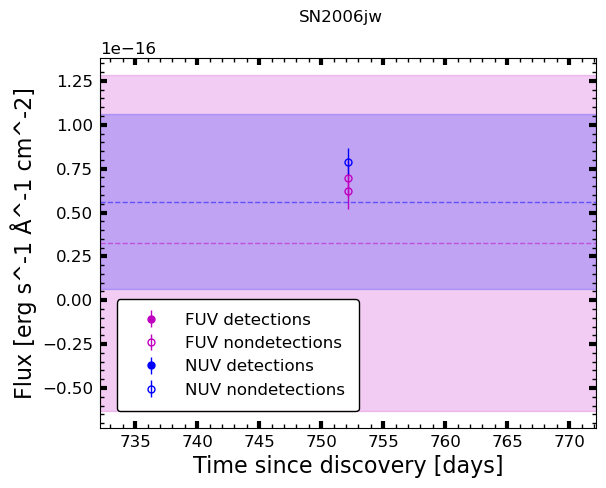 SN2006jw
1e−16
1.25
1.00
0.75
0.50
0.25
0.00
−0.25
−0.50
Flux [erg s^-1 Å^-1 cm^-2]
FUV detections
FUV nondetections
NUV detections
NUV nondetections
735 740 745 750 755 760 765 770
Time since discovery [days]